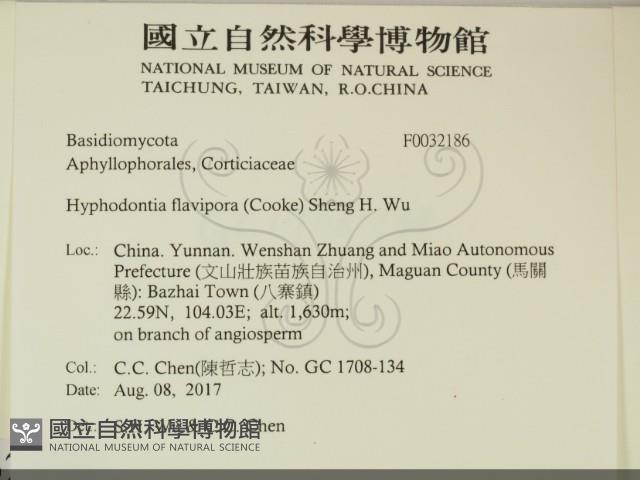 國立自然科學博物館
NATIONAL MUSEUM OF NATURAL SCIENCE
TAICHUNG, TAIWAN, R.O.CHINA
Basidiomycota F0032186
Aphyllophorales, Corticiaceae
Hyphodontia flavipora (Cooke) Sheng H. Wu
Loc.: China. Yunnan. Wenshan Zhuang and Miao Autonomous
Prefecture (文山壯族苗族自治州), Maguan County (馬關
縣): Bazhai Town (八寨鎮)
22.59N, 104.03E; alt. 1,630m;
on branch of angiosperm
Col.: C.C. Chen(陳哲志); No. GC 1708-134
Date: Aug. 08, 2017
國立自然科學博物館
NATIONAL MUSEUM OF NATURAL SCIENCE